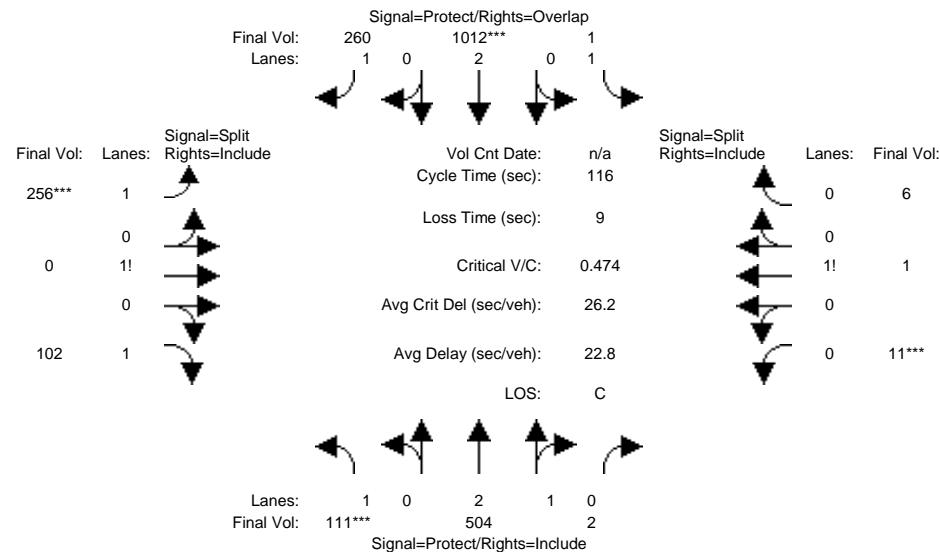 Signal=Protect/Rights=Overlap
Final Vol: 260 1012*** 1
Lanes: 1 0 2 0 1
Signal=Split Signal=Split
Final Vol: Lanes: Rights=Include Vol Cnt Date: n/a Rights=Include Lanes: Final Vol:
Cycle Time (sec): 116
256*** 1 0 6
Loss Time (sec): 9
0 0
0 1! Critical V/C: 0.474 1! 1
0 Avg Crit Del (sec/veh): 26.2 0
102 1 Avg Delay (sec/veh): 22.8 0 11***
LOS: C
Lanes: 1 0 2 1 0
Final Vol: 111*** 504 2
Signal=Protect/Rights=Include